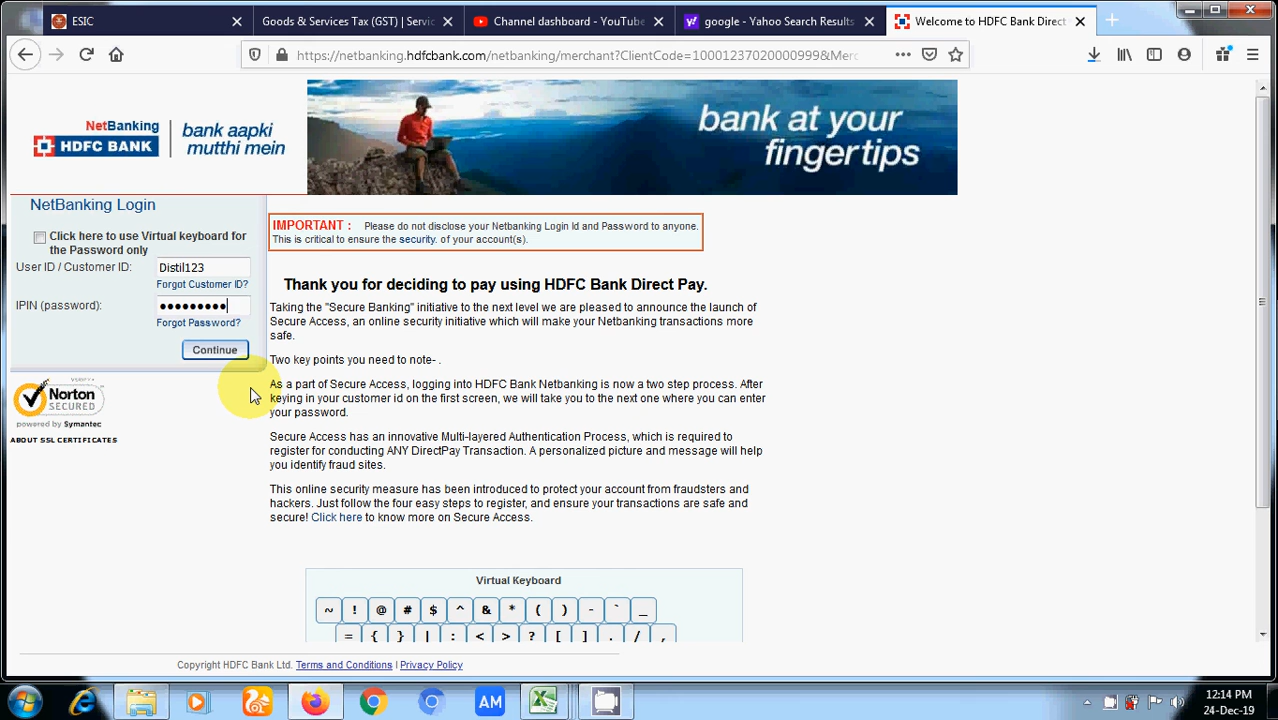 ESIC
Goods & Services Tax (GST) | Servic
Channel dashboard - YouTube
google - Yahoo Search Results
Welcome to HDFC Bank Direct
https://netbanking.hdfcbank.com/netbanking/merchant?ClientCode=10001237020000999&Mer
NetBanking
HDFC BANK
bank aapki
mutthi mein
bank at your
fingertips
NetBanking Login
Click here to use Virtual keyboard for
the Password only
User ID / Customer ID: Distil123
Forgot Customer ID?
IPIN (password): •••••••••
Forgot Password?
Continue
Norton
SECURED
powered by Symantec
ABOUT SSL CERTIFICATES
IMPORTANT : Please do not disclose your Netbanking Login Id and Password to anyone.
This is critical to ensure the security. of your account(s).
Thank you for deciding to pay using HDFC Bank Direct Pay.
Taking the "Secure Banking" initiative to the next level we are pleased to announce the launch of
Secure Access, an online security initiative which will make your Netbanking transactions more
safe.
Two key points you need to note- .
As a part of Secure Access, logging into HDFC Bank Netbanking is now a two step process. After
keying in your customer id on the first screen, we will take you to the next one where you can enter
your password.
Secure Access has an innovative Multi-layered Authentication Process, which is required to
register for conducting ANY DirectPay Transaction. A personalized picture and message will help
you identify fraud sites.
This online security measure has been introduced to protect your account from fraudsters and
hackers. Just follow the four easy steps to register, and ensure your transactions are safe and
secure! Click here to know more on Secure Access.
Virtual Keyboard
~ ! @ # $ ^ & * ( ) - ` _
= { } | : < > ? [ ] . / ,
Copyright HDFC Bank Ltd. Terms and Conditions | Privacy Policy
AM
12:14 PM
24-Dec-19